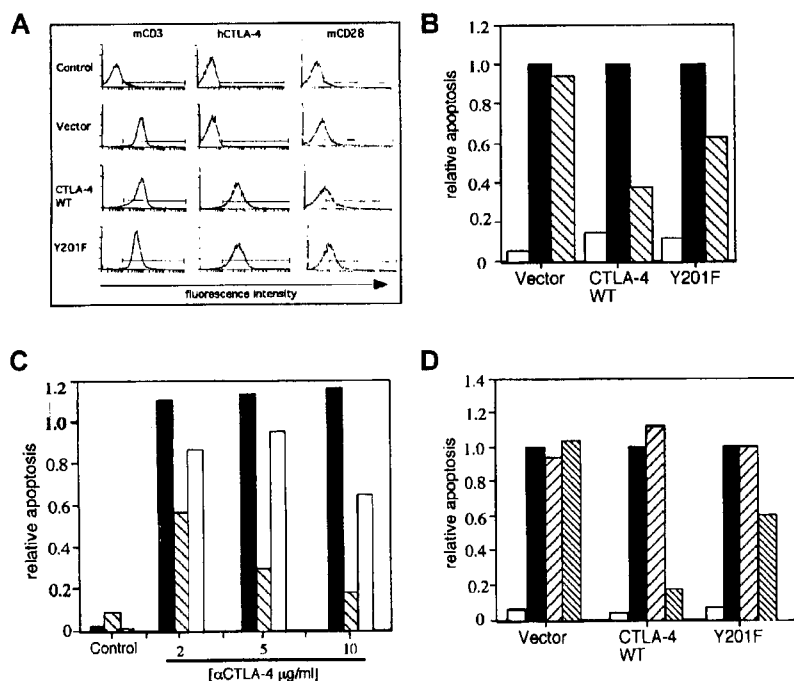 A
mCD3 hCTLA-4 mCD28
Control
Vector
CTLA-4
WT
Y201F
fluorescence intensity
B
relative apoptosis
1.2
1.0
0.8
0.6
0.4
0.2
0
Vector CTLA-4 Y201F
WT
C
relative apoptosis
1.2
1.0
0.8
0.6
0.4
0.2
0
Control 2 5 10
[αCTLA-4 μg/ml]
D
relative apoptosis
1.4
1.2
1.0
0.8
0.6
0.4
0.2
0
Vector CTLA-4 Y201F
WT